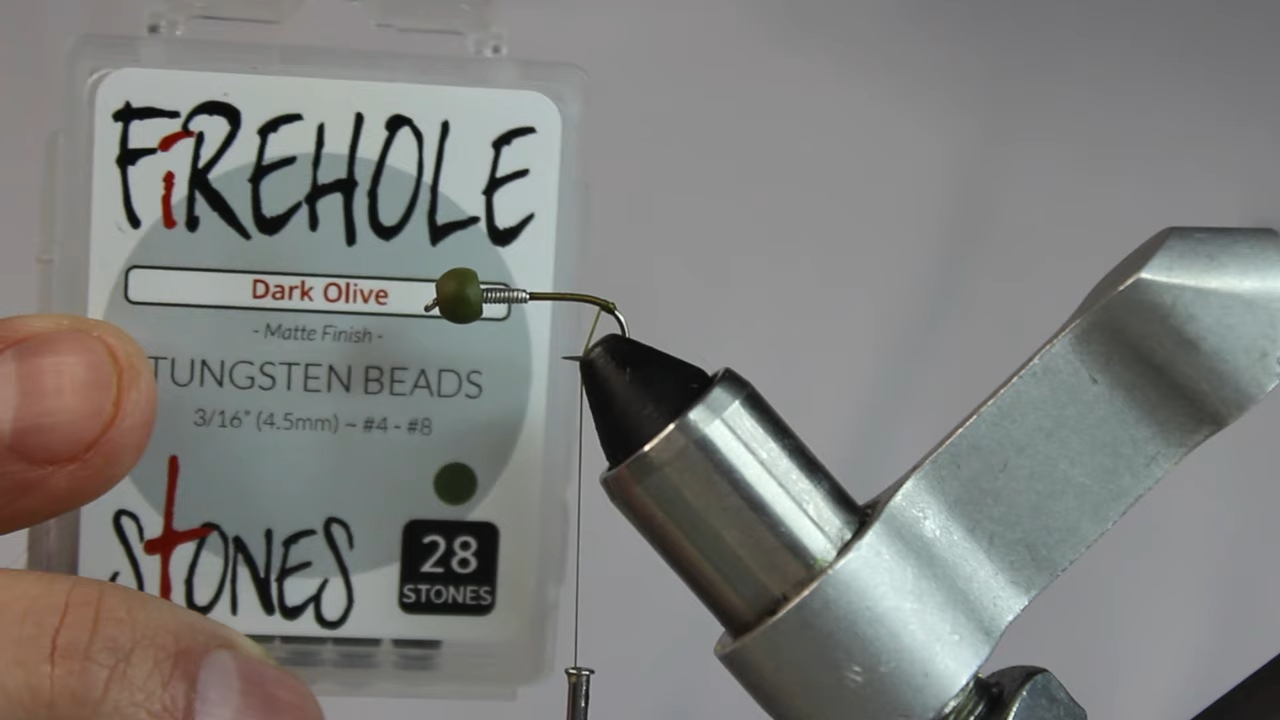 FiREHOLE
Dark Olive
- Matte Finish -
TUNGSTEN BEADS
3/16" (4.5mm) ~ #4 - #8
StONES
28
STONES